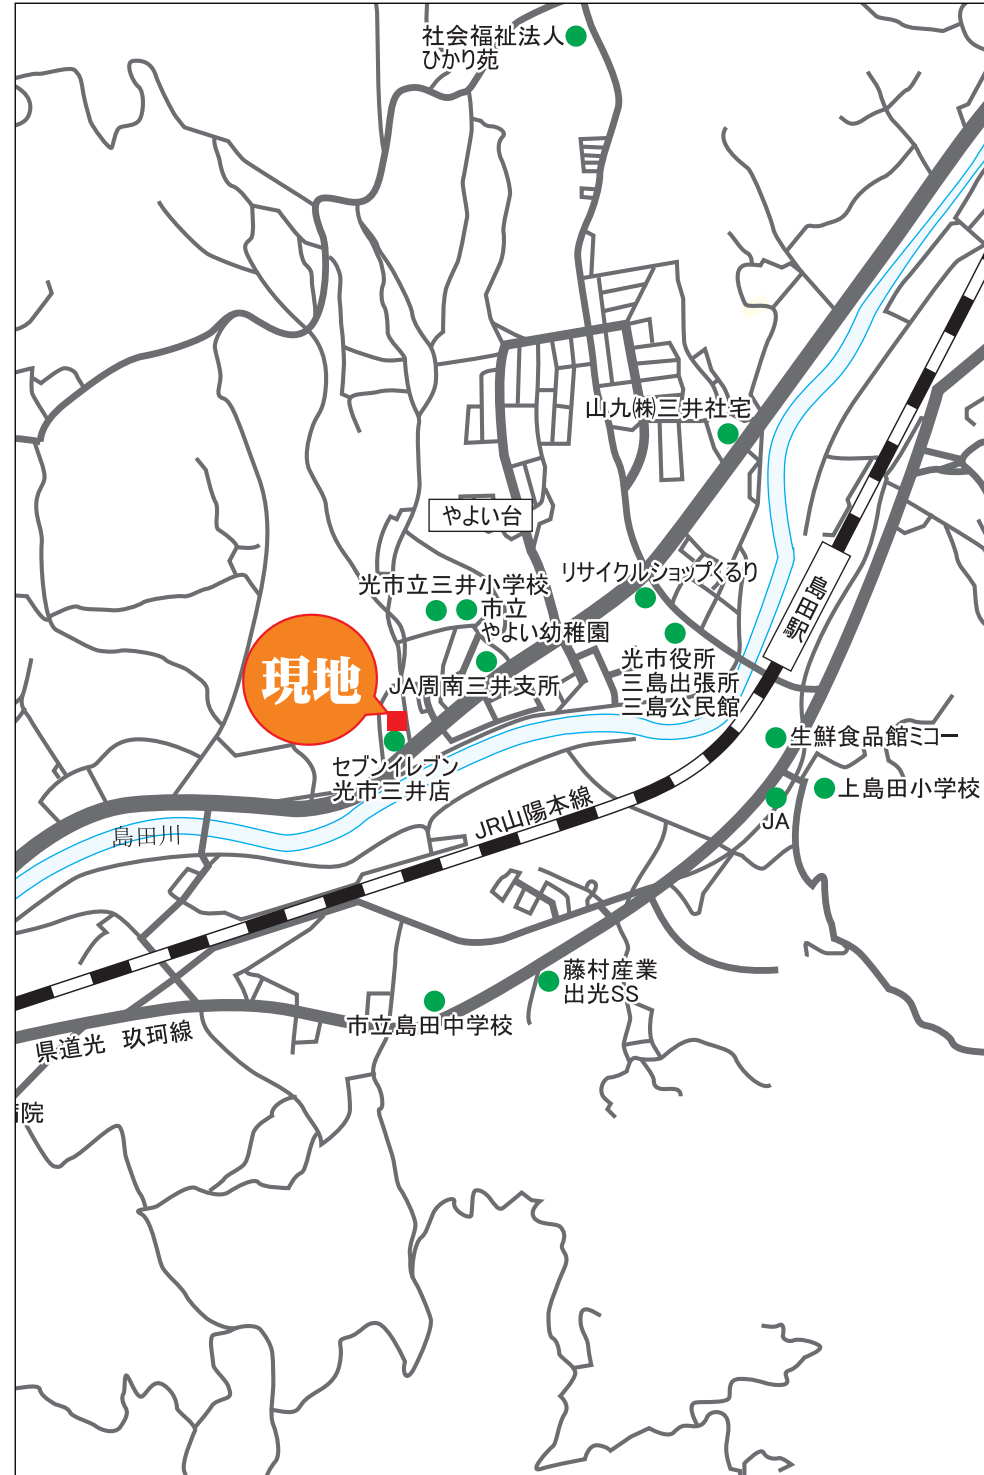 社会福祉法人
ひかり苑
山九㈱三井社宅
やよい台
リサイクルショップくるり
光市立三井小学校
市立
やよい幼稚園
島田駅
光市役所
三島出張所
三島公民館
現地
JA周南三井支所
生鮮食品館ミコー
セブンイレブン
光市三井店
上島田小学校
JA
JR山陽本線
島田川
藤村産業
出光SS
市立島田中学校
県道光 玖珂線
院